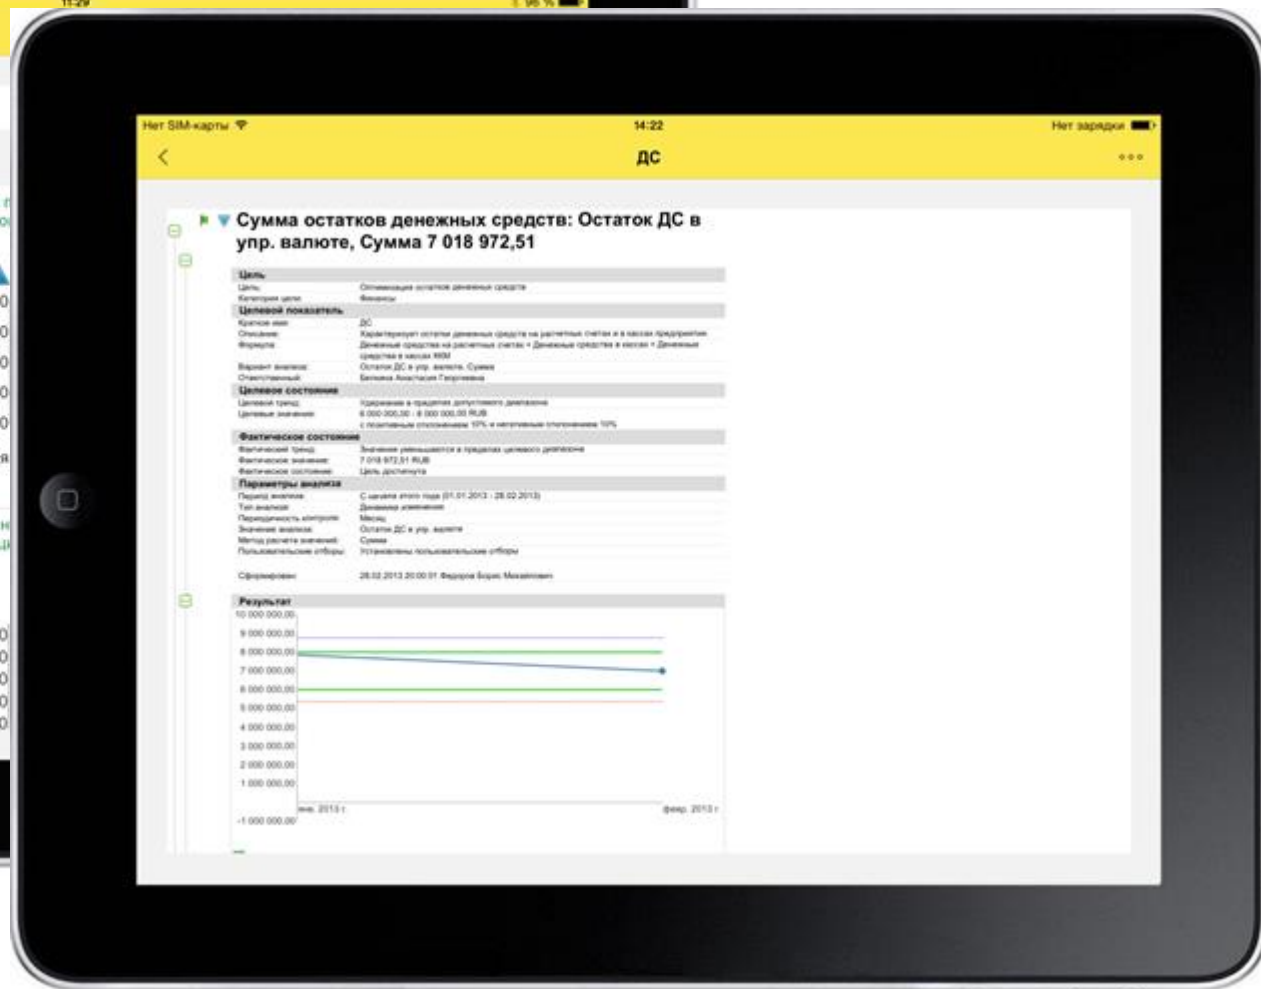 11:29
96 %
Нет SIM-карты
14:22
Нет зарядки
ДС
Сумма остатков денежных средств: Остаток ДС в
упр. валюте, Сумма 7 018 972,51
Цель
Цель: Оптимизация остатков денежных средств
Категория цели: Финансы
Целевой показатель
Краткое имя: ДС
Описание: Характеризует остатки денежных средств на расчетных счетах и в кассах предприятия
Формула: Денежные средства на расчетных счетах + Денежные средства в кассах + Денежные
средства в кассах ККМ
Вариант анализа: Остаток ДС в упр. валюте, Сумма
Ответственный: Анастасия Георгиевна
Целевое состояние
Целевой тренд: Удержание в пределах допустимого диапазона
Целевые значения: 6 000 000,00 - 8 000 000,00 RUB
с позитивным отклонением 10% и негативным отклонением 10%
Фактическое состояние
Фактический тренд: Значения уменьшаются в пределах целевого диапазона
Фактическое значение: 7 018 972,51 RUB
Фактическое состояние: Цель достигнута
Параметры анализа
Период анализа: С начала этого года (01.01.2013 - 28.02.2013)
Тип анализа: Динамика изменения
Периодичность контроля: Месяц
Значение анализа: Остаток ДС в упр. валюте
Метод расчета значений: Сумма
Пользовательские отборы: Установлены пользовательские отборы
Сформирован: 28.02.2013 20:00:01 Федоров Борис Михайлович
Результат
10 000 000,00
9 000 000,00
8 000 000,00
7 000 000,00
6 000 000,00
5 000 000,00
4 000 000,00
3 000 000,00
2 000 000,00
1 000 000,00
янв. 2013 г.
февр. 2013 г.
-1 000 000,00